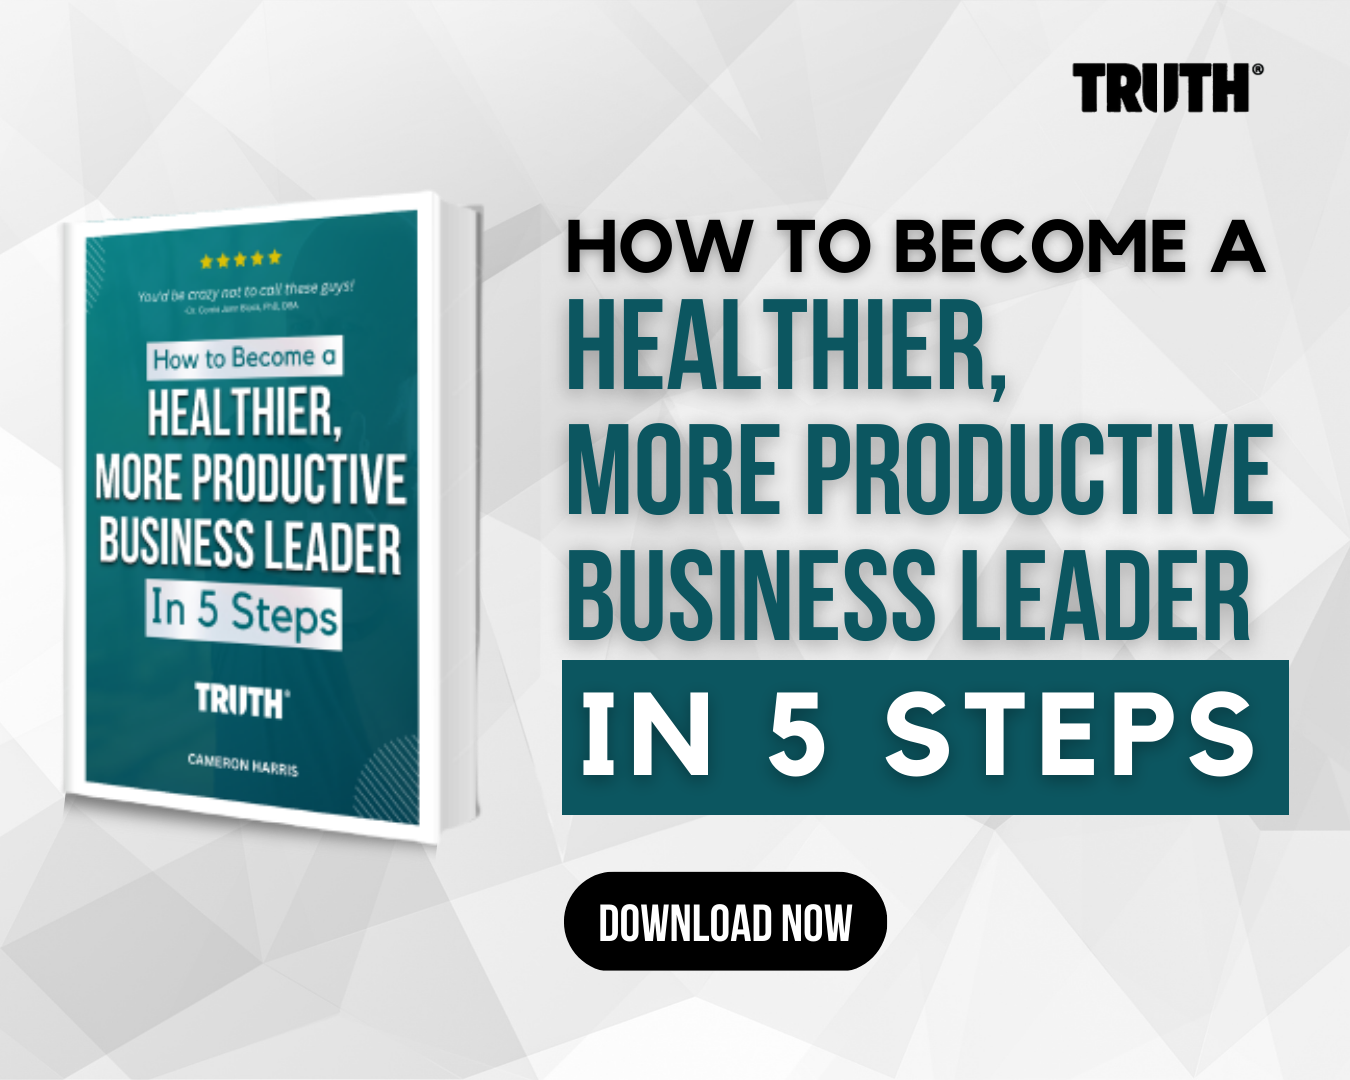 TRUTH®
You'd be crazy not to call these guys!
How to Become a
HEALTHIER,
MORE PRODUCTIVE
BUSINESS LEADER
In 5 Steps
TRUTH®
CAMERON HARRIS
HOW TO BECOME A
HEALTHIER,
MORE PRODUCTIVE
BUSINESS LEADER
IN 5 STEPS
DOWNLOAD NOW